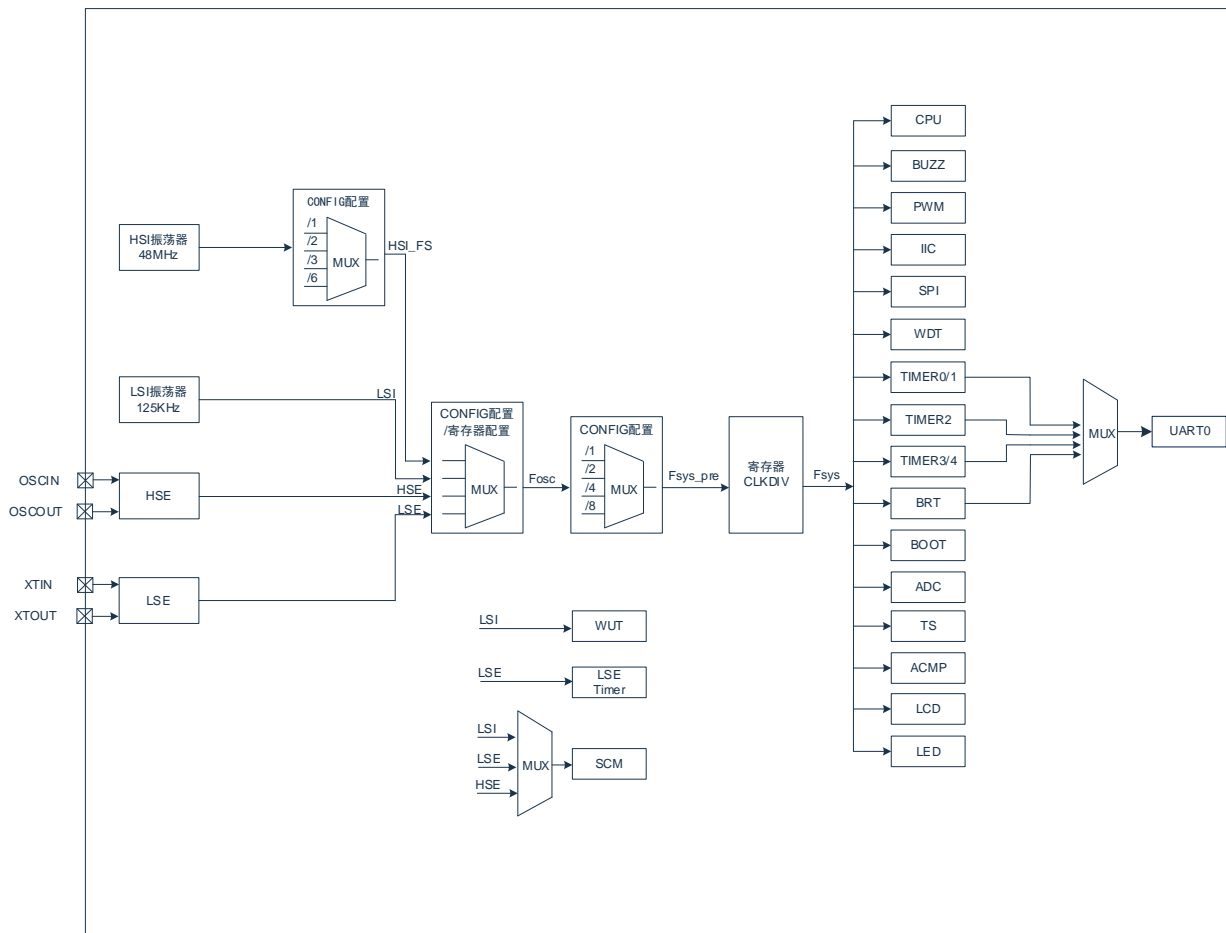 CONFIG配置
/1
/2
/3
/6
MUX
HSI_FS
HSI振荡器
48MHz
LSI振荡器
125KHz
LSI
CONFIG配置
/寄存器配置
HSE
LSE
MUX
Fosc
CONFIG配置
/1
/2
/4
/8
MUX
Fsys_pre
寄存器
CLKDIV
Fsys
OSCIN
OSCOUT
HSE
XTIN
XTOUT
LSE
CPU
BUZZ
PWM
IIC
SPI
WDT
TIMER0/1
TIMER2
TIMER3/4
BRT
BOOT
ADC
TS
ACMP
LCD
LED
MUX
UART0
LSI
WUT
LSE
LSE
Timer
LSI
LSE
HSE
MUX
SCM